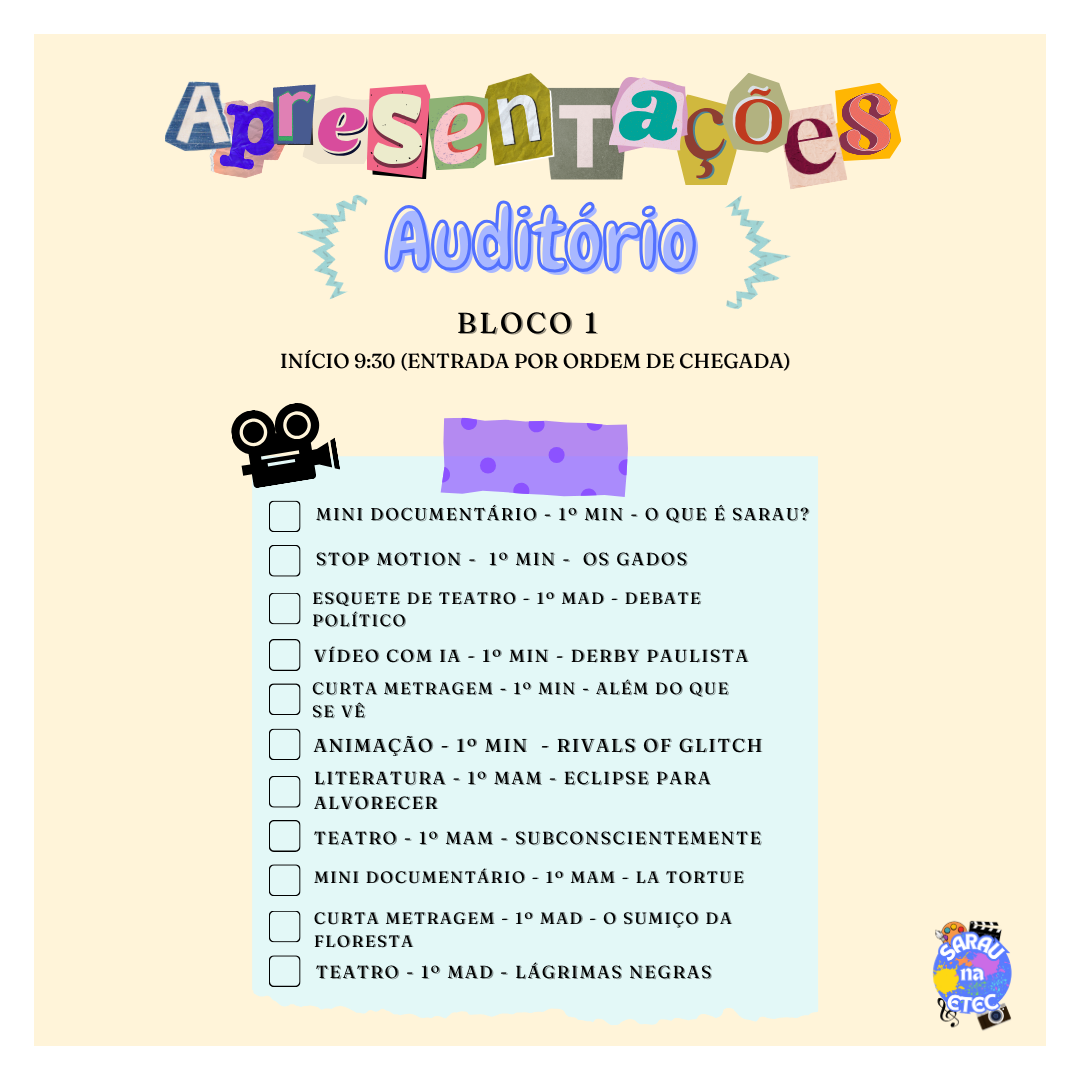 Apresentações
Auditório
BLOCO 1
INÍCIO 9:30 (ENTRADA POR ORDEM DE CHEGADA)
MINI DOCUMENTÁRIO - 1º MIN - O QUE É SARAU?
STOP MOTION - 1º MIN - OS GADOS
ESQUETE DE TEATRO - 1º MAD - DEBATE
POLÍTICO
VÍDEO COM IA - 1º MIN - DERBY PAULISTA
CURTA METRAGEM - 1º MIN - ALÉM DO QUE
SE VÊ
ANIMAÇÃO - 1º MIN - RIVALS OF GLITCH
LITERATURA - 1º MAM - ECLIPSE PARA
ALVORECER
TEATRO - 1º MAM - SUBCONSCIENTEMENTE
MINI DOCUMENTÁRIO - 1º MAM - LA TORTUE
CURTA METRAGEM - 1º MAD - O SUMIÇO DA
FLORESTA
TEATRO - 1º MAD - LÁGRIMAS NEGRAS
SARAU
na
ETEC